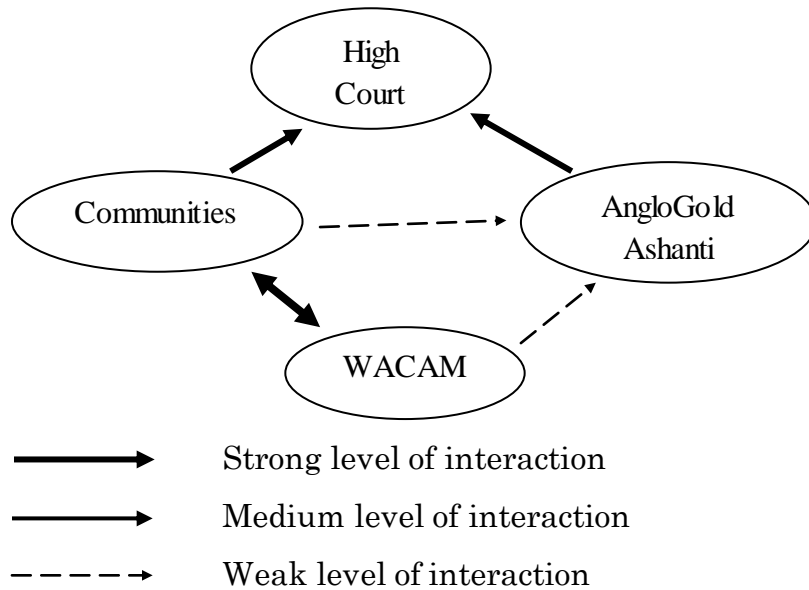 High
Court
Communities
AngloGold
Ashanti
WACAM
Strong level of interaction
Medium level of interaction
Weak level of interaction